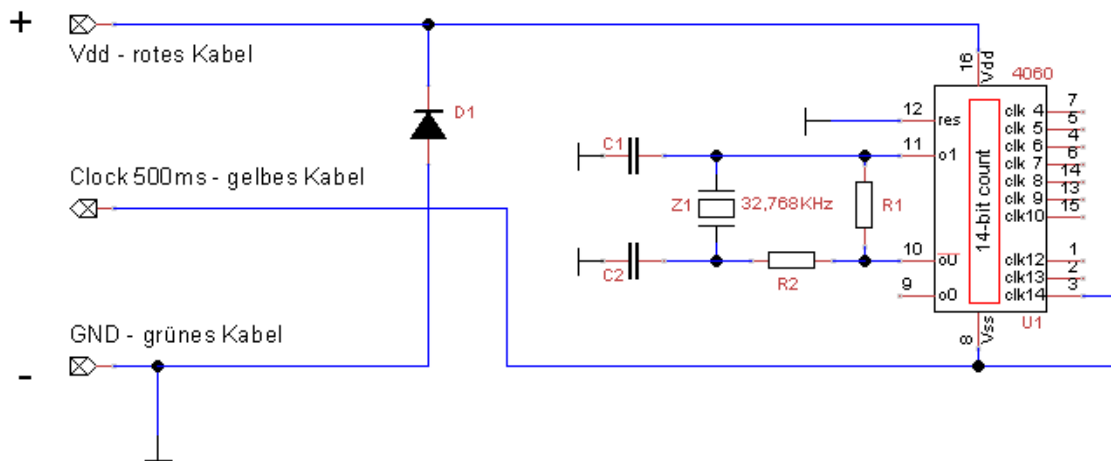 +
Vdd - rotes Kabel
D1
Clock 500ms - gelbes Kabel
GND - grünes Kabel
-
C1
Z1
32,768KHz
R1
C2
R2
4060
16
Vdd
12
res
11
o1
10
oU
9
o0
14-bit count
clk 4
7
clk 5
5
clk 6
4
clk 7
6
clk 8
14
clk 9
13
clk10
15
clk12
1
clk13
2
clk14
3
8
Vss
U1